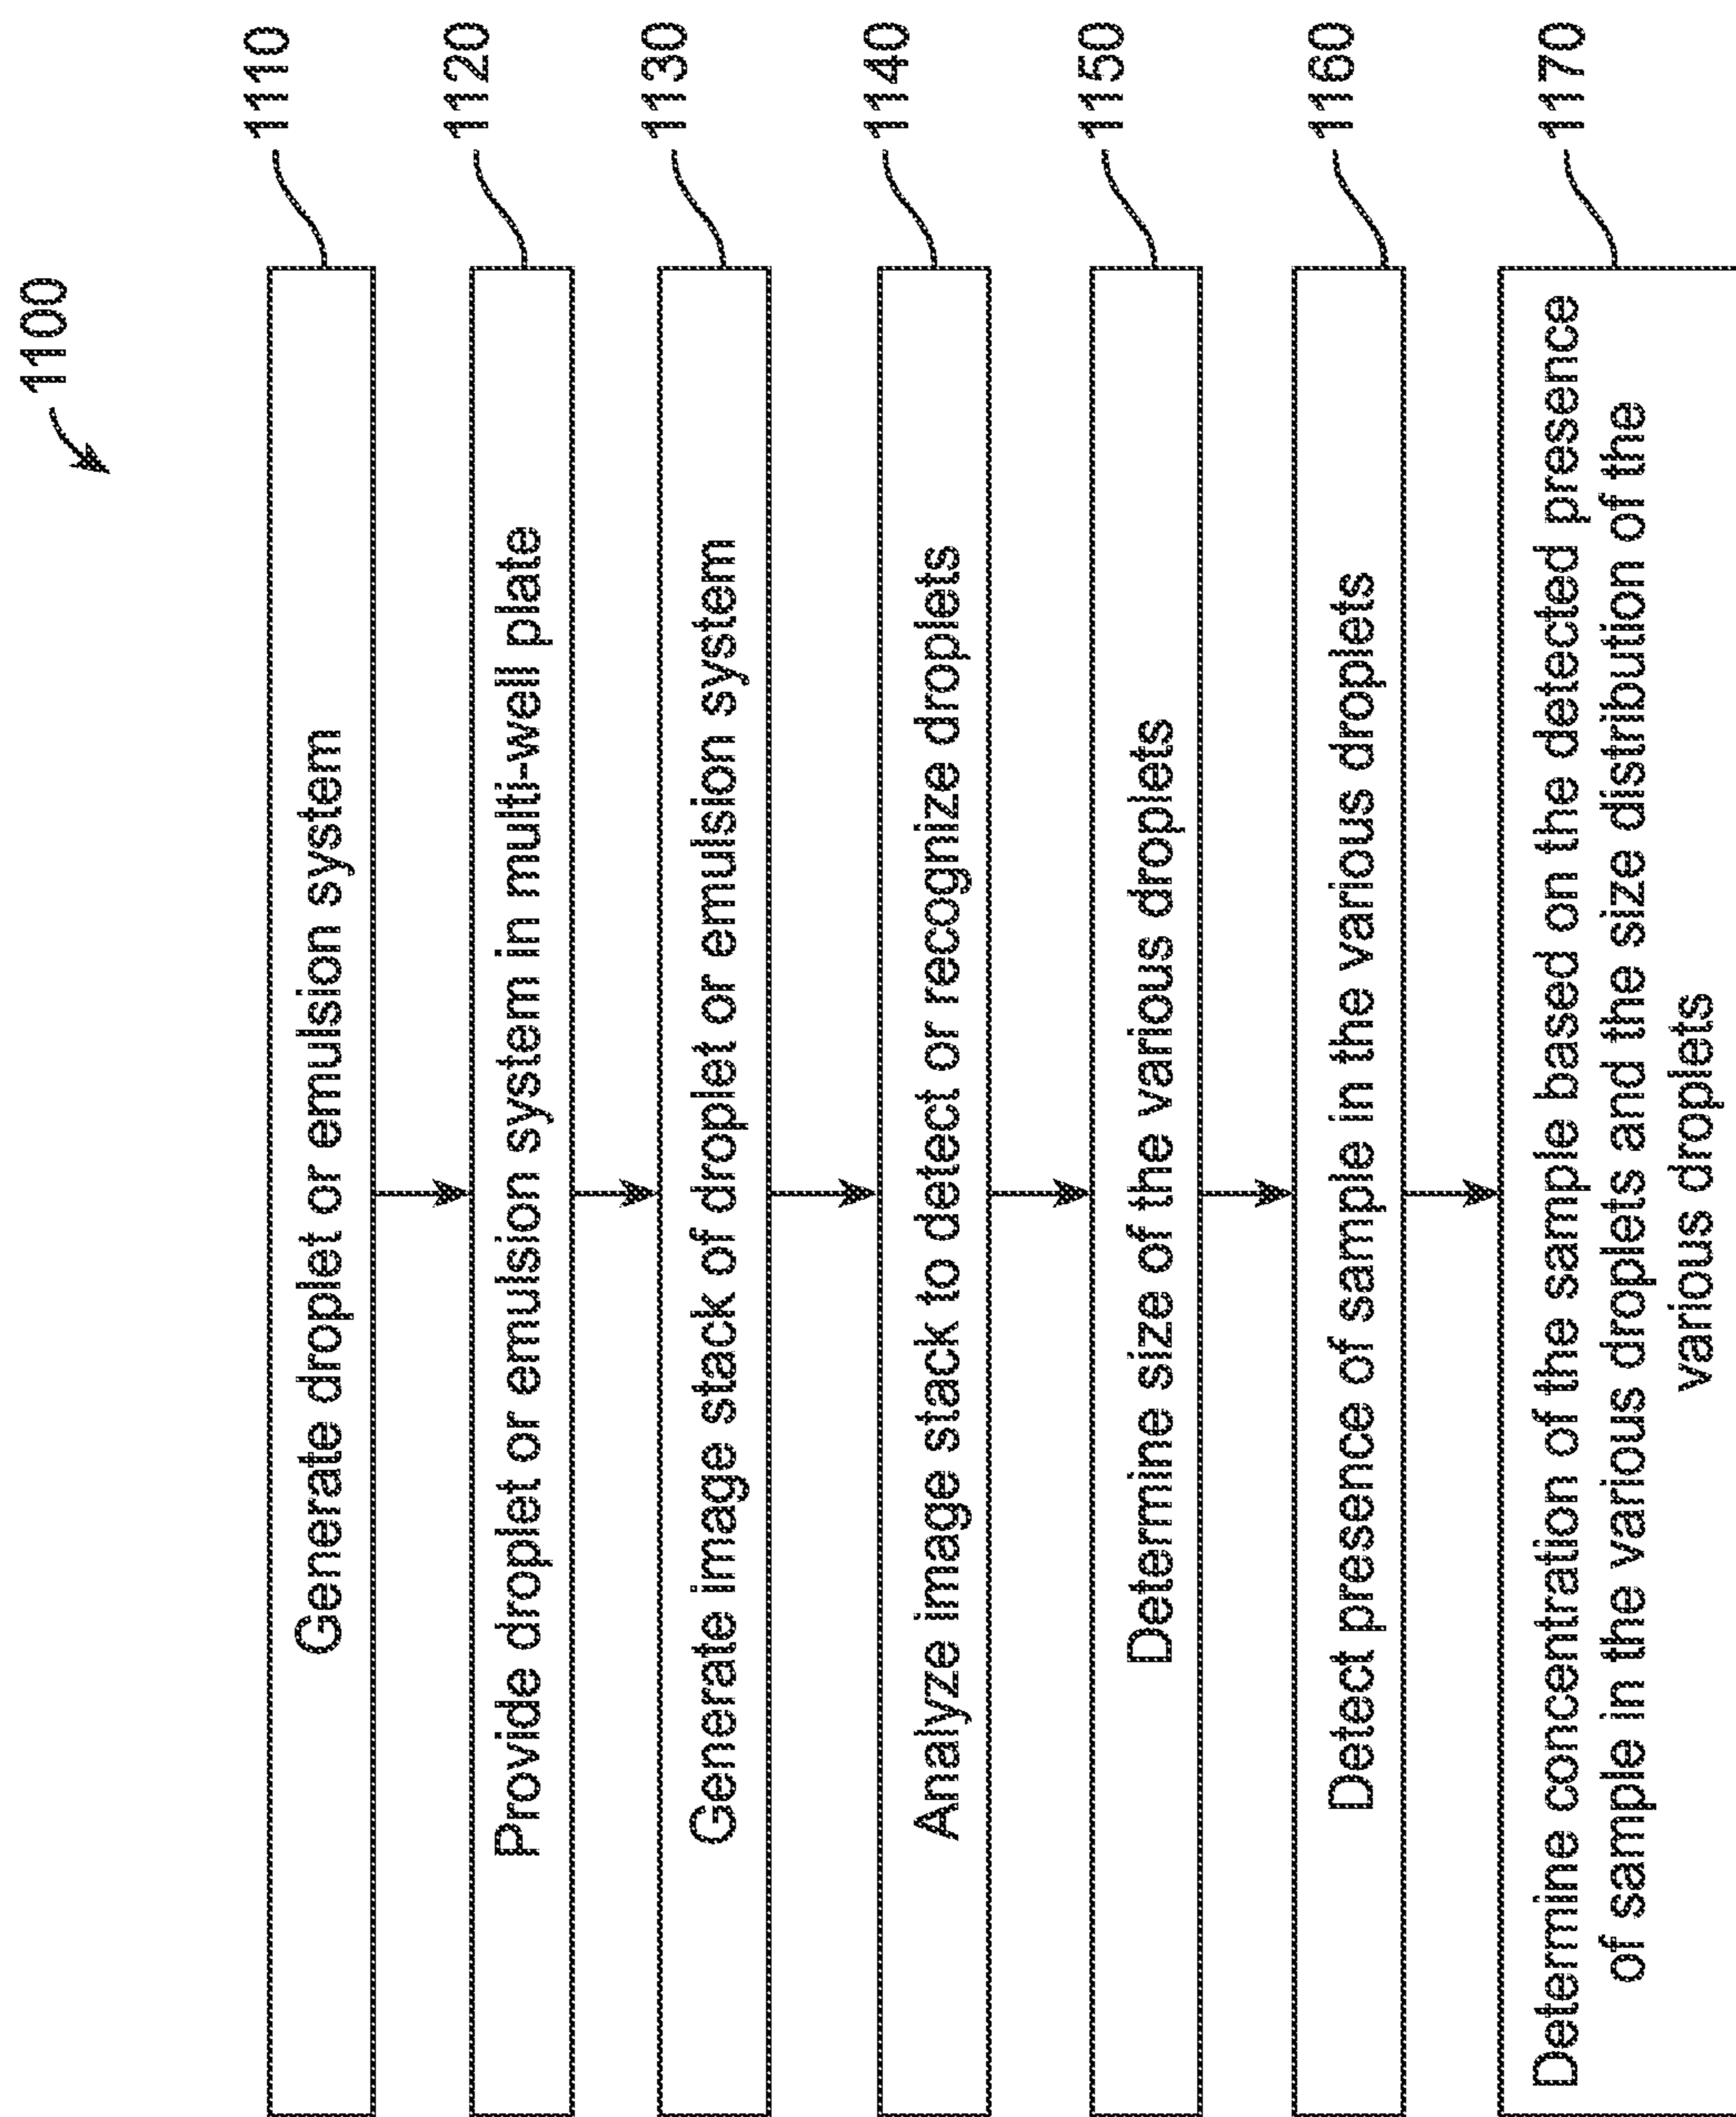 1100
Generate droplet or emulsion system
1110
Provide droplet or emulsion system in multi-well plate
1120
Generate image stack of droplet or emulsion system
1130
Analyze image stack to detect or recognize droplets
1140
Determine size of the various droplets
1150
Detect presence of sample in the various droplets
1160
Determine concentration of the sample based on the detected presence
of sample in the various droplets and the size distribution of the
various droplets
1170